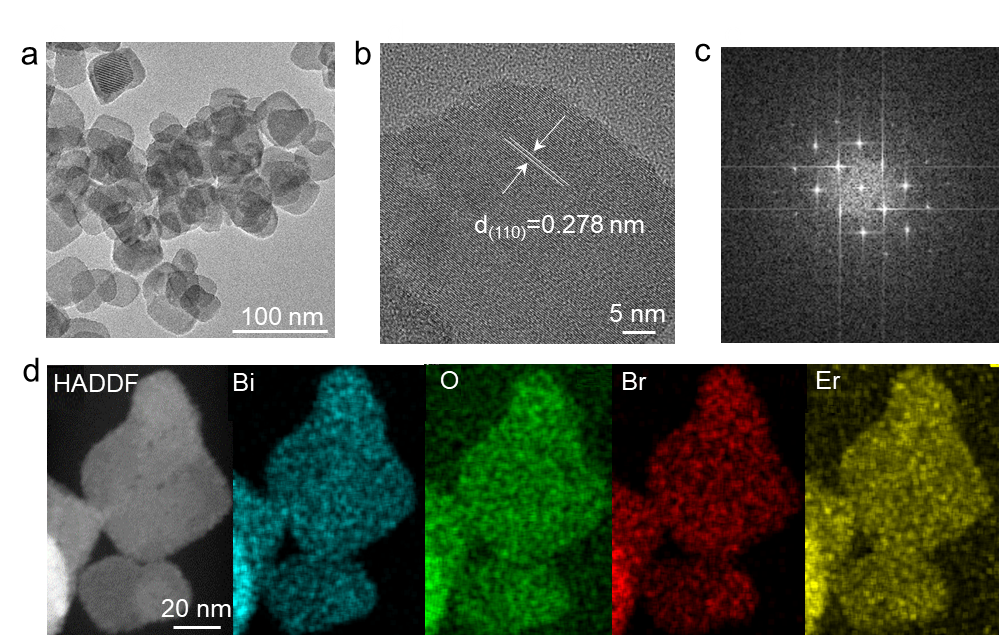 a
100 nm
b
d(110)=0.278 nm
5 nm
c
d
HADDF
20 nm
Bi
O
Br
Er